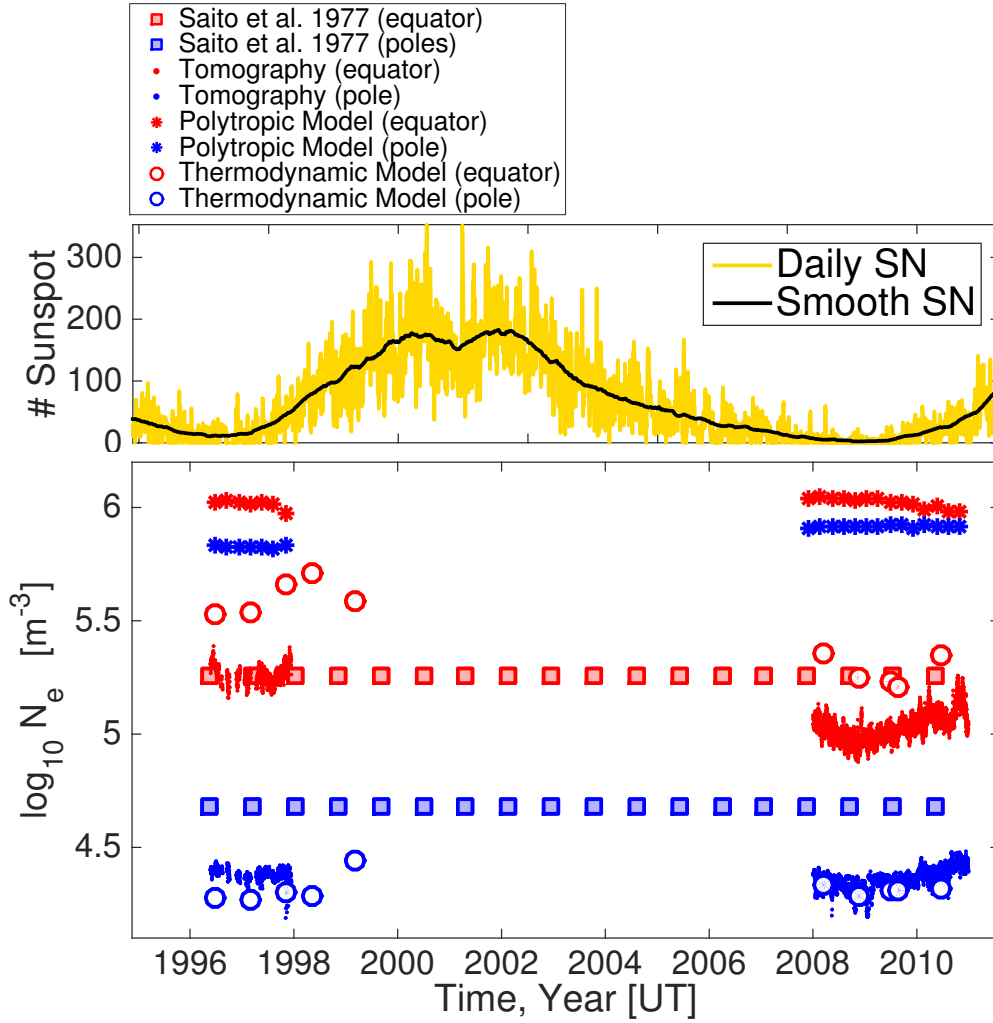 Saito et al. 1977 (equator)
Saito et al. 1977 (poles)
Tomography (equator)
Tomography (pole)
Polytropic Model (equator)
Polytropic Model (pole)
Thermodynamic Model (equator)
Thermodynamic Model (pole)
# Sunspot
300
200
100
0
Daily SN
Smooth SN
log10 Ne [m-3]
6
5.5
5
4.5
1996 1998 2000 2002 2004 2006 2008 2010
Time, Year [UT]